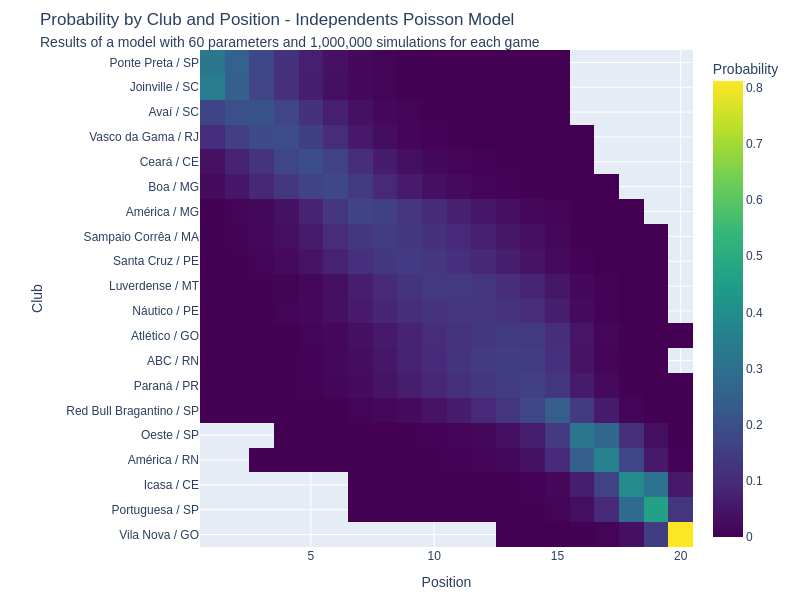 Probability by Club and Position - Independents Poisson Model
Results of a model with 60 parameters and 1,000,000 simulations for each game
Probability
Ponte Preta / SP
Joinville / SC
Avaí / SC
Vasco da Gama / RJ
Ceará / CE
Boa / MG
América / MG
Sampaio Corrêa / MA
Santa Cruz / PE
Luverdense / MT
Náutico / PE
Atlético / GO
ABC / RN
Paraná / PR
Red Bull Bragantino / SP
Oeste / SP
América / RN
Icasa / CE
Portuguesa / SP
Vila Nova / GO
Club
5
10
15
20
Position
0.8
0.7
0.6
0.5
0.4
0.3
0.2
0.1
0